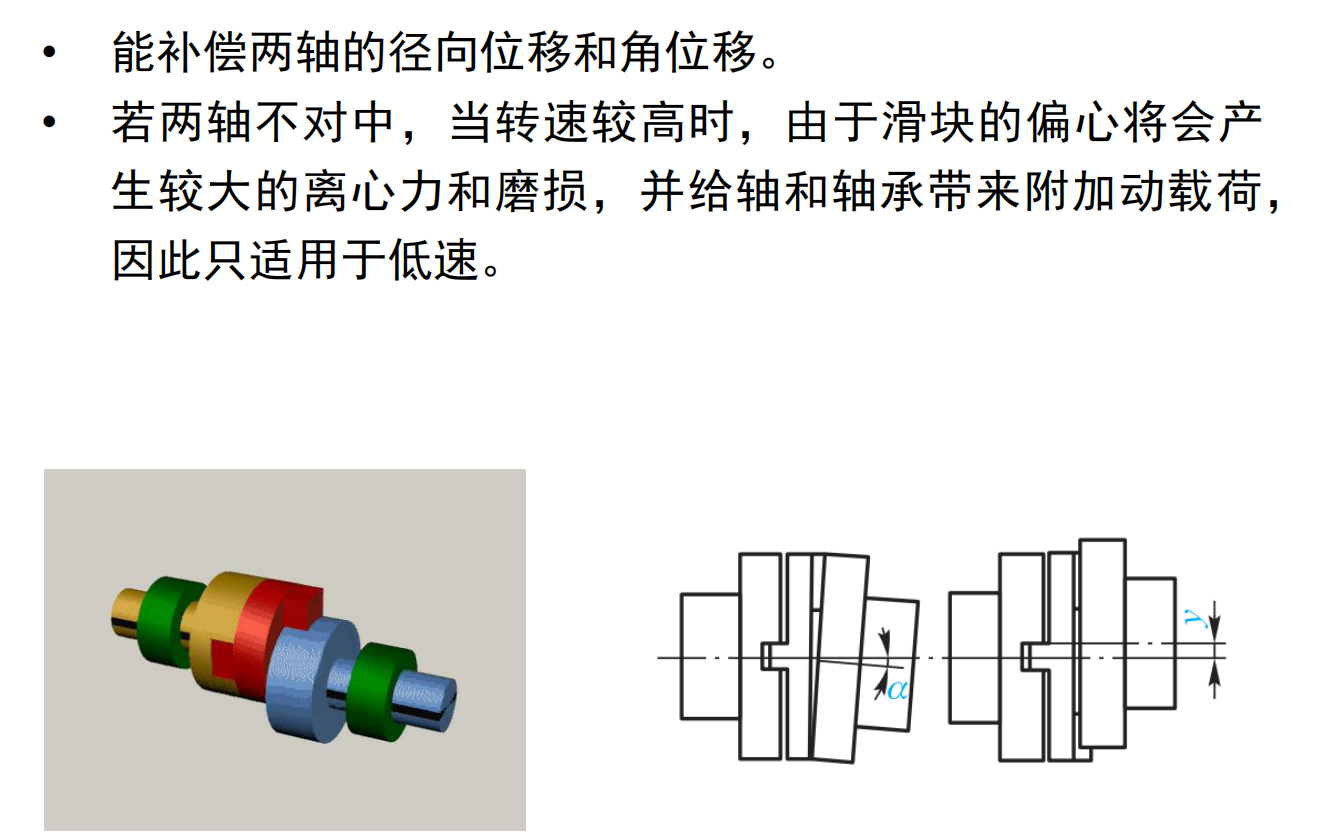 • 能补偿两轴的径向位移和角位移。
• 若两轴不对中，当转速较高时，由于滑块的偏心将会产
生较大的离心力和磨损，并给轴和轴承带来附加动载荷，
因此只适用于低速。
α
y